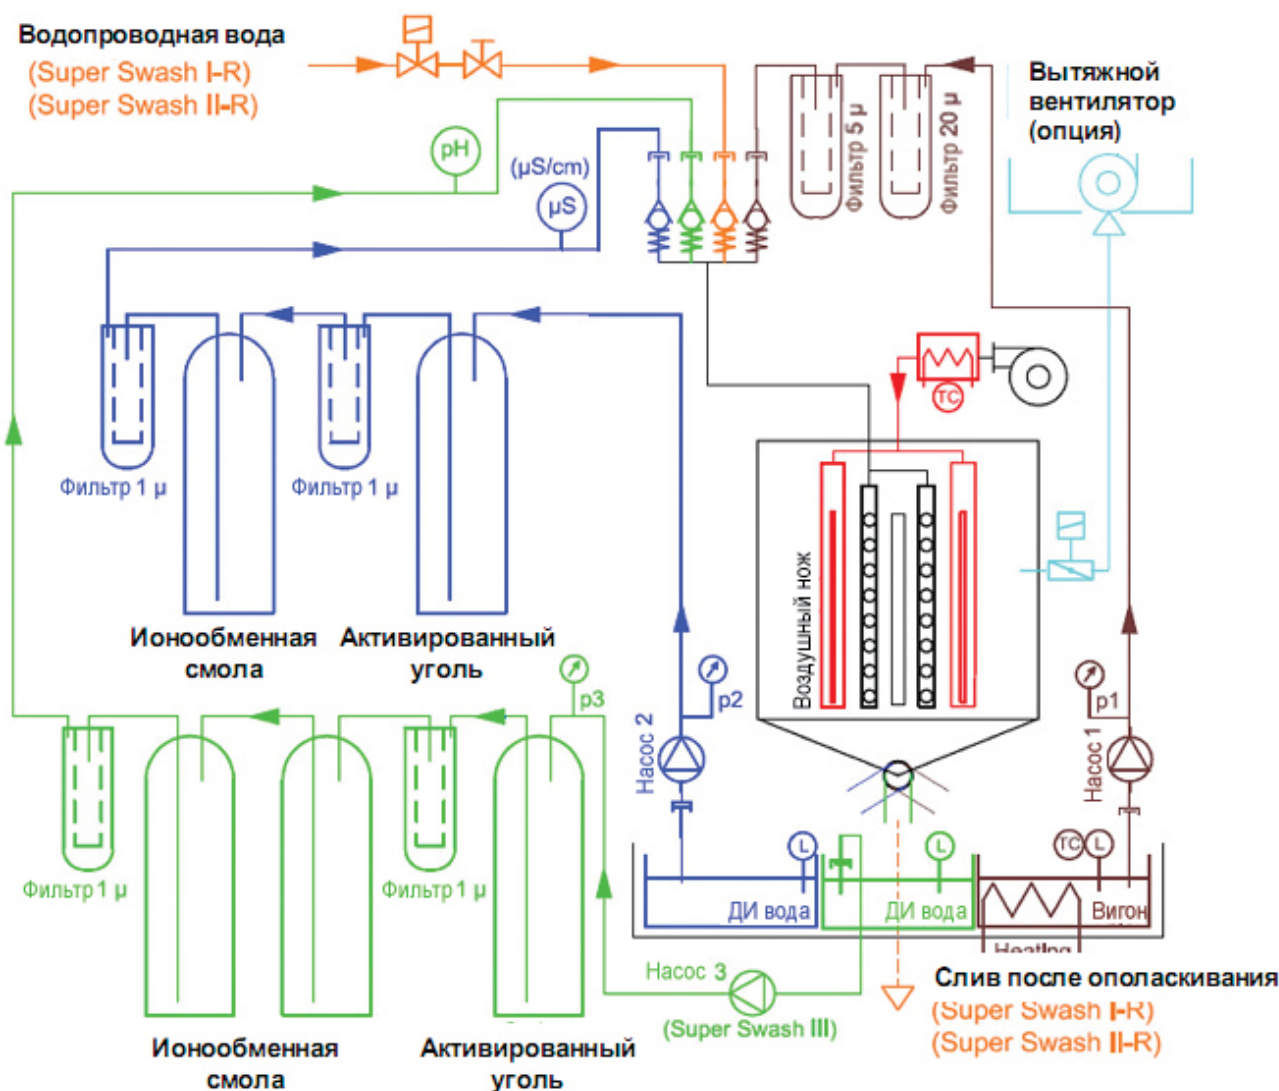 Водопроводная вода
(Super Swash I-R)
(Super Swash II-R)
Вытяжной
вентилятор
(опция)
Фильтр 5 μ
Фильтр 20 μ
pH
(μS/cm)
μS
TC
Фильтр 1 μ
Фильтр 1 μ
Воздушный нож
Ионообменная
смола
Активированный
уголь
p3
p2
p1
Насос 2
Насос 1
Фильтр 1 μ
Фильтр 1 μ
L
L
TC
L
ДИ вода
ДИ вода
Вигон
Heating
Насос 3
(Super Swash III)
Слив после ополаскивания
(Super Swash I-R)
(Super Swash II-R)
Ионообменная
смола
Активированный
уголь